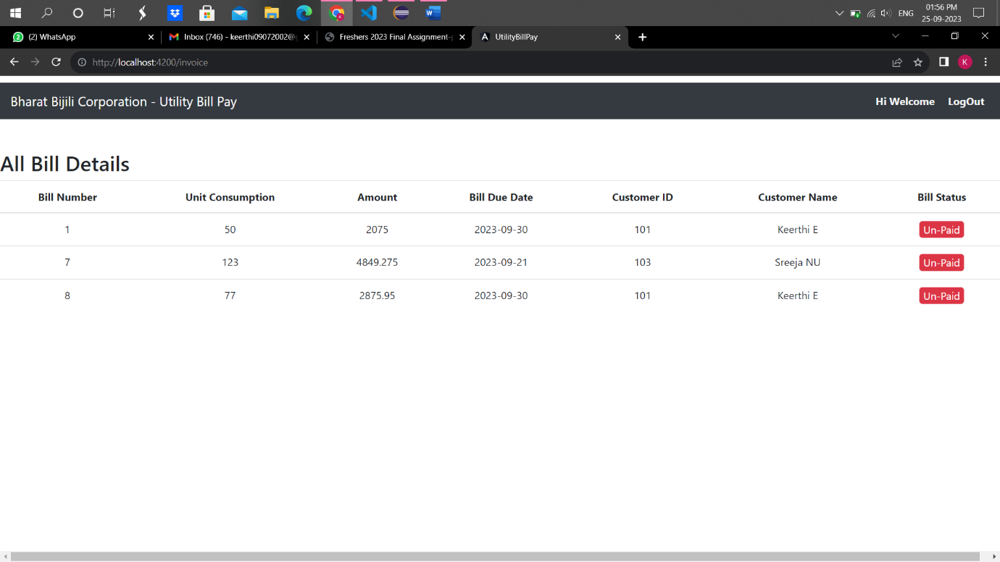 ENG
01:56 PM
25-09-2023
(2) WhatsApp
Inbox (746) - keerthi09072002@g
Freshers 2023 Final Assignment-p
UtilityBillPay
http://localhost:4200/invoice
K
Bharat Bijili Corporation - Utility Bill Pay
Hi Welcome LogOut
All Bill Details
Bill Number Unit Consumption Amount Bill Due Date Customer ID Customer Name Bill Status
1 50 2075 2023-09-30 101 Keerthi E Un-Paid
7 123 4849.275 2023-09-21 103 Sreeja NU Un-Paid
8 77 2875.95 2023-09-30 101 Keerthi E Un-Paid